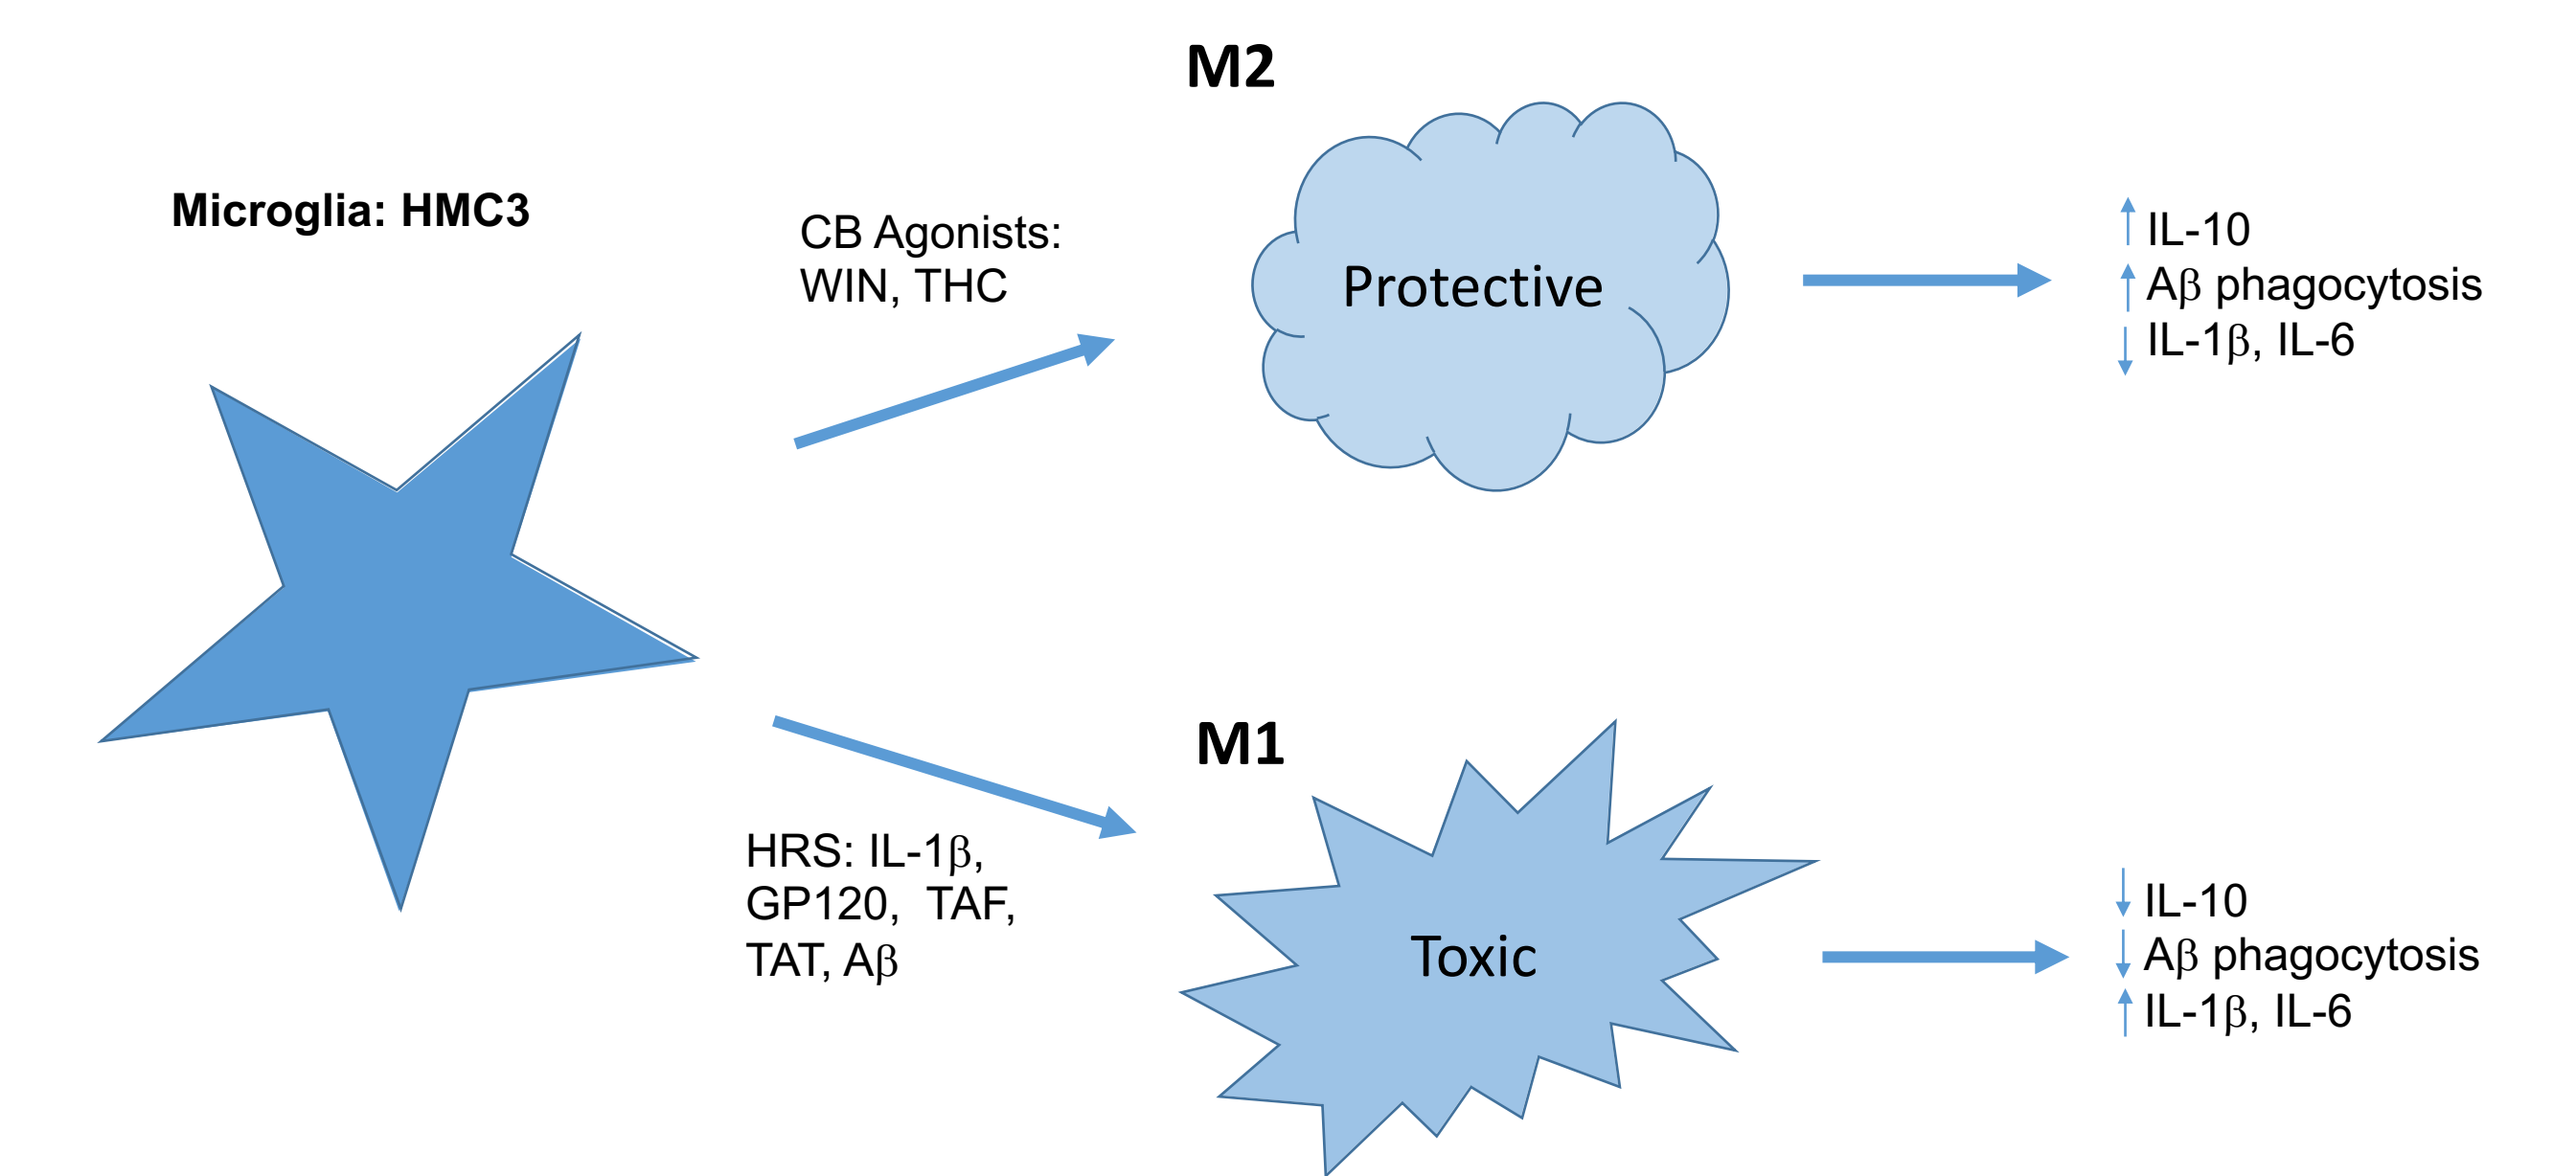 M2
Microglia: HMC3
CB Agonists:
WIN, THC
Protective
IL-10
Aβ phagocytosis
IL-1β, IL-6
M1
HRS: IL-1β,
GP120, TAF,
TAT, Aβ
Toxic
IL-10
Aβ phagocytosis
IL-1β, IL-6